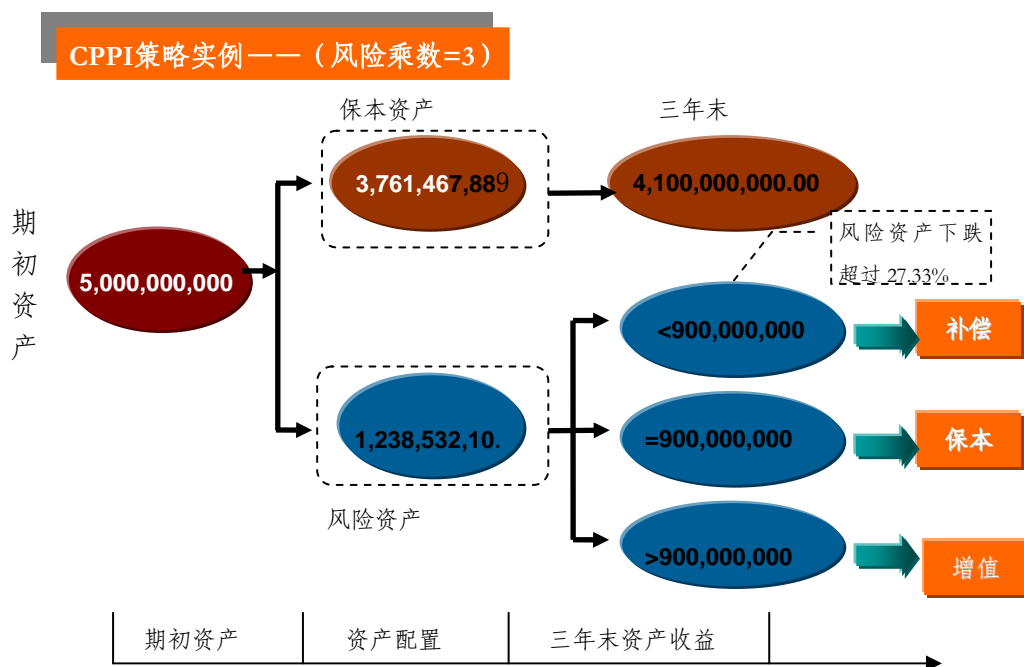 CPPI策略实例——（风险乘数=3）
保本资产
三年末
3,761,467,889
4,100,000,000.00
期初资产
5,000,000,000
风险资产下跌
超过 27.33%
<900,000,000
补偿
1,238,532,10.
=900,000,000
保本
风险资产
>900,000,000
增值
期初资产
资产配置
三年末资产收益